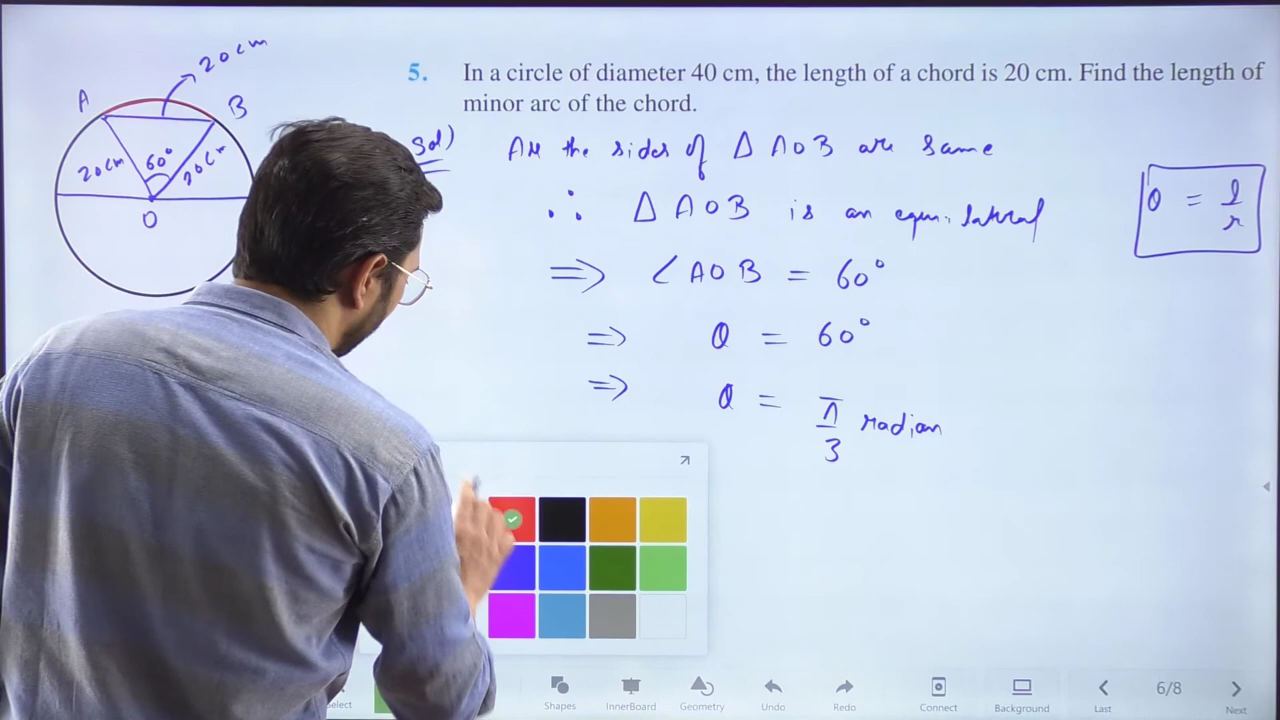 5. In a circle of diameter 40 cm, the length of a chord is 20 cm. Find the length of
minor arc of the chord.
20cm
A
B
20cm
60°
20cm
O
Sol) All the sides of Δ AOB are same
∴ Δ AOB is an equilateral
⇒ ∠AOB = 60°
⇒ θ = 60°
⇒ θ = π/3 radian
θ = l/r
Shapes
InnerBoard
Geometry
Undo
Redo
Connect
Background
Last
6/8
Next